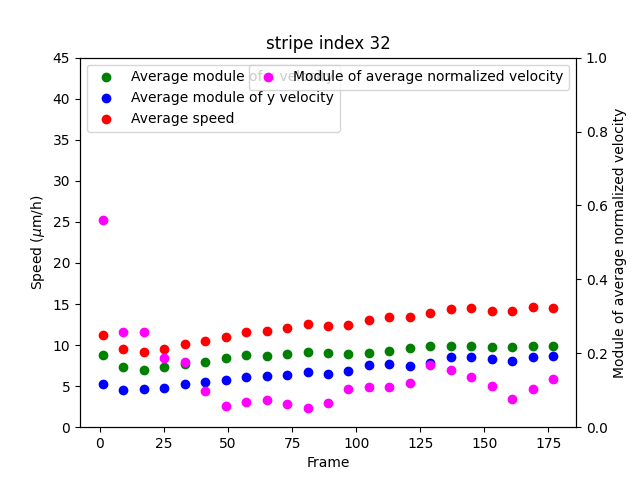 stripe index 32
Average module of
velocity
Average module of y velocity
Average speed
Module of average normalized velocity
45
40
35
30
25
20
15
10
5
0
Speed (μm/h)
1.0
0.8
0.6
0.4
0.2
0.0
Module of average normalized velocity
0
25
50
75
100
125
150
175
Frame